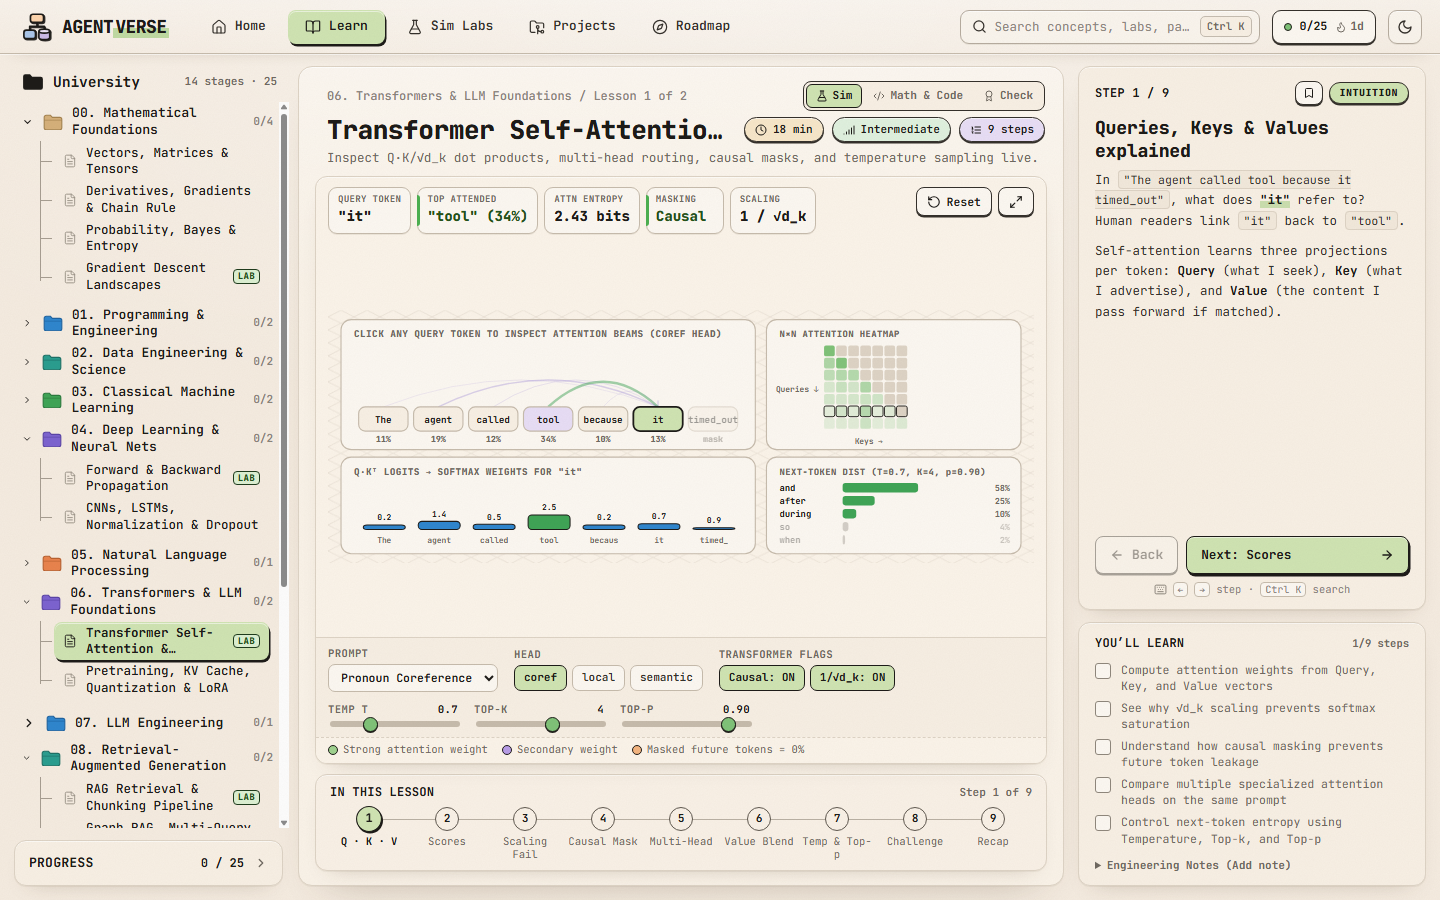 AGENTVERSE
Home
Learn
Sim Labs
Projects
Roadmap
Search concepts, labs, pa…
Ctrl K
0/25
1d
University
14 stages · 25
00. Mathematical
Foundations
0/4
Vectors, Matrices &
Tensors
Derivatives, Gradients
& Chain Rule
Probability, Bayes &
Entropy
Gradient Descent
Landscapes
LAB
01. Programming &
Engineering
0/2
02. Data Engineering &
Science
0/2
03. Classical Machine
Learning
0/2
04. Deep Learning &
Neural Nets
0/2
Forward & Backward
Propagation
LAB
CNNs, LSTMs,
Normalization & Dropout
05. Natural Language
Processing
0/1
06. Transformers & LLM
Foundations
0/2
Transformer Self-
Attention &…
LAB
Pretraining, KV Cache,
Quantization & LoRA
07. LLM Engineering
0/1
08. Retrieval-
Augmented Generation
0/2
RAG Retrieval &
Chunking Pipeline
LAB
Graph RAG, Multi-Query
PROGRESS
0 / 25
06. Transformers & LLM Foundations / Lesson 1 of 2
Sim
Math & Code
Check
Transformer Self-Attentio…
18 min
Intermediate
9 steps
Inspect Q·K/√d_k dot products, multi-head routing, causal masks, and temperature sampling live.
QUERY TOKEN
"it"
TOP ATTENDED
"tool" (34%)
ATTN ENTROPY
2.43 bits
MASKING
Causal
SCALING
1 / √d_k
Reset
CLICK ANY QUERY TOKEN TO INSPECT ATTENTION BEAMS (COREF HEAD)
The agent called tool because it timed_out
11% 19% 12% 34% 10% 13% mask
N×N ATTENTION HEATMAP
Queries ↓
Keys →
Q·Kᵀ LOGITS → SOFTMAX WEIGHTS FOR "it"
0.2 1.4 0.5 2.5 0.2 0.7 0.9
The agent called tool becaus it timed_
NEXT-TOKEN DIST (T=0.7, K=4, p=0.90)
and 58%
after 25%
during 10%
so 4%
when 2%
PROMPT
Pronoun Coreference
HEAD
coref
local
semantic
TRANSFORMER FLAGS
Causal: ON
1/√d_k: ON
TEMP T 0.7
TOP-K 4
TOP-P 0.90
Strong attention weight
Secondary weight
Masked future tokens = 0%
IN THIS LESSON
Step 1 of 9
1 2 3 4 5 6 7 8 9
Q · K · V
Scores
Scaling
Fail
Causal Mask
Multi-Head
Value Blend
Temp & Top-
p
Challenge
Recap
STEP 1 / 9
INTUITION
Queries, Keys & Values
explained
In "The agent called tool because it
timed_out", what does "it" refer to?
Human readers link "it" back to "tool".
Self-attention learns three projections
per token: Query (what I seek), Key (what
I advertise), and Value (the content I
pass forward if matched).
← Back
Next: Scores →
← → step · Ctrl K search
YOU'LL LEARN
1/9 steps
Compute attention weights from Query,
Key, and Value vectors
See why √d_k scaling prevents softmax
saturation
Understand how causal masking prevents
future token leakage
Compare multiple specialized attention
heads on the same prompt
Control next-token entropy using
Temperature, Top-k, and Top-p
Engineering Notes (Add note)